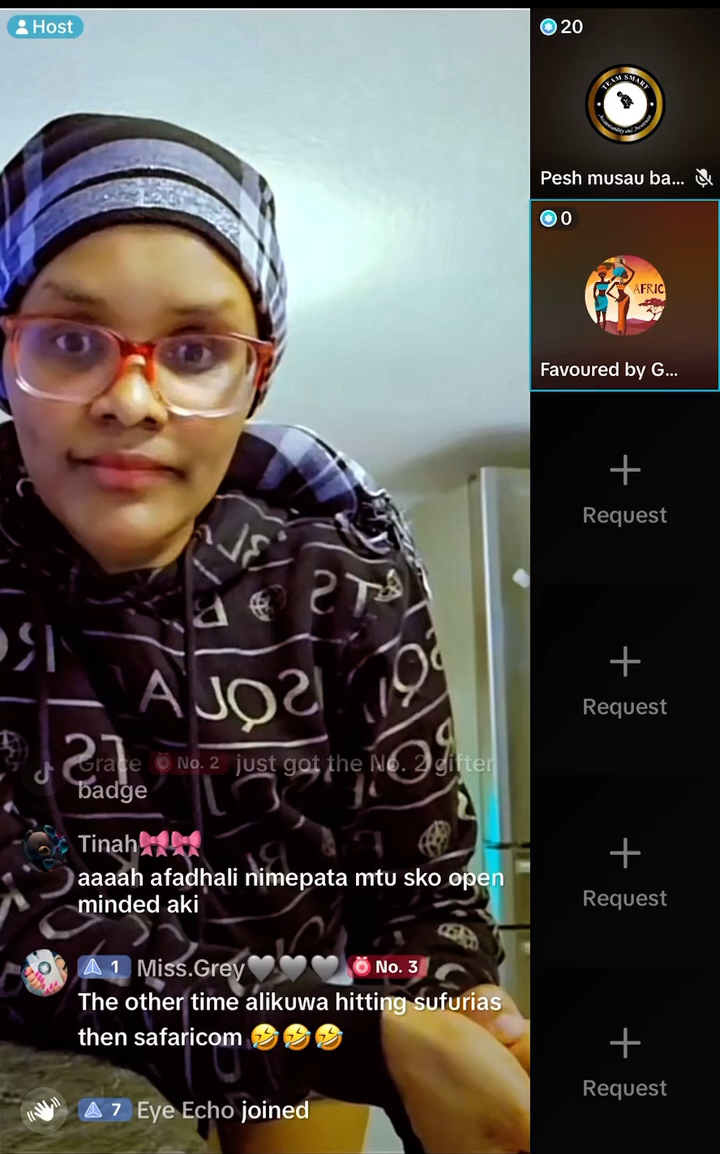 Host
20
TEAM SMART
Pesh musau ba...
0
AFRIC
Favoured by G...
Request
Request
Request
Request
Grace No. 2 just got the No. 2 gifter
badge
Tinah🎀🎀
aaaah afadhali nimepata mtu sko open
minded aki
1 Miss.Grey🩶🩶🩶 No. 3
The other time alikuwa hitting sufurias
then safaricom 🤣🤣🤣
7 Eye Echo joined